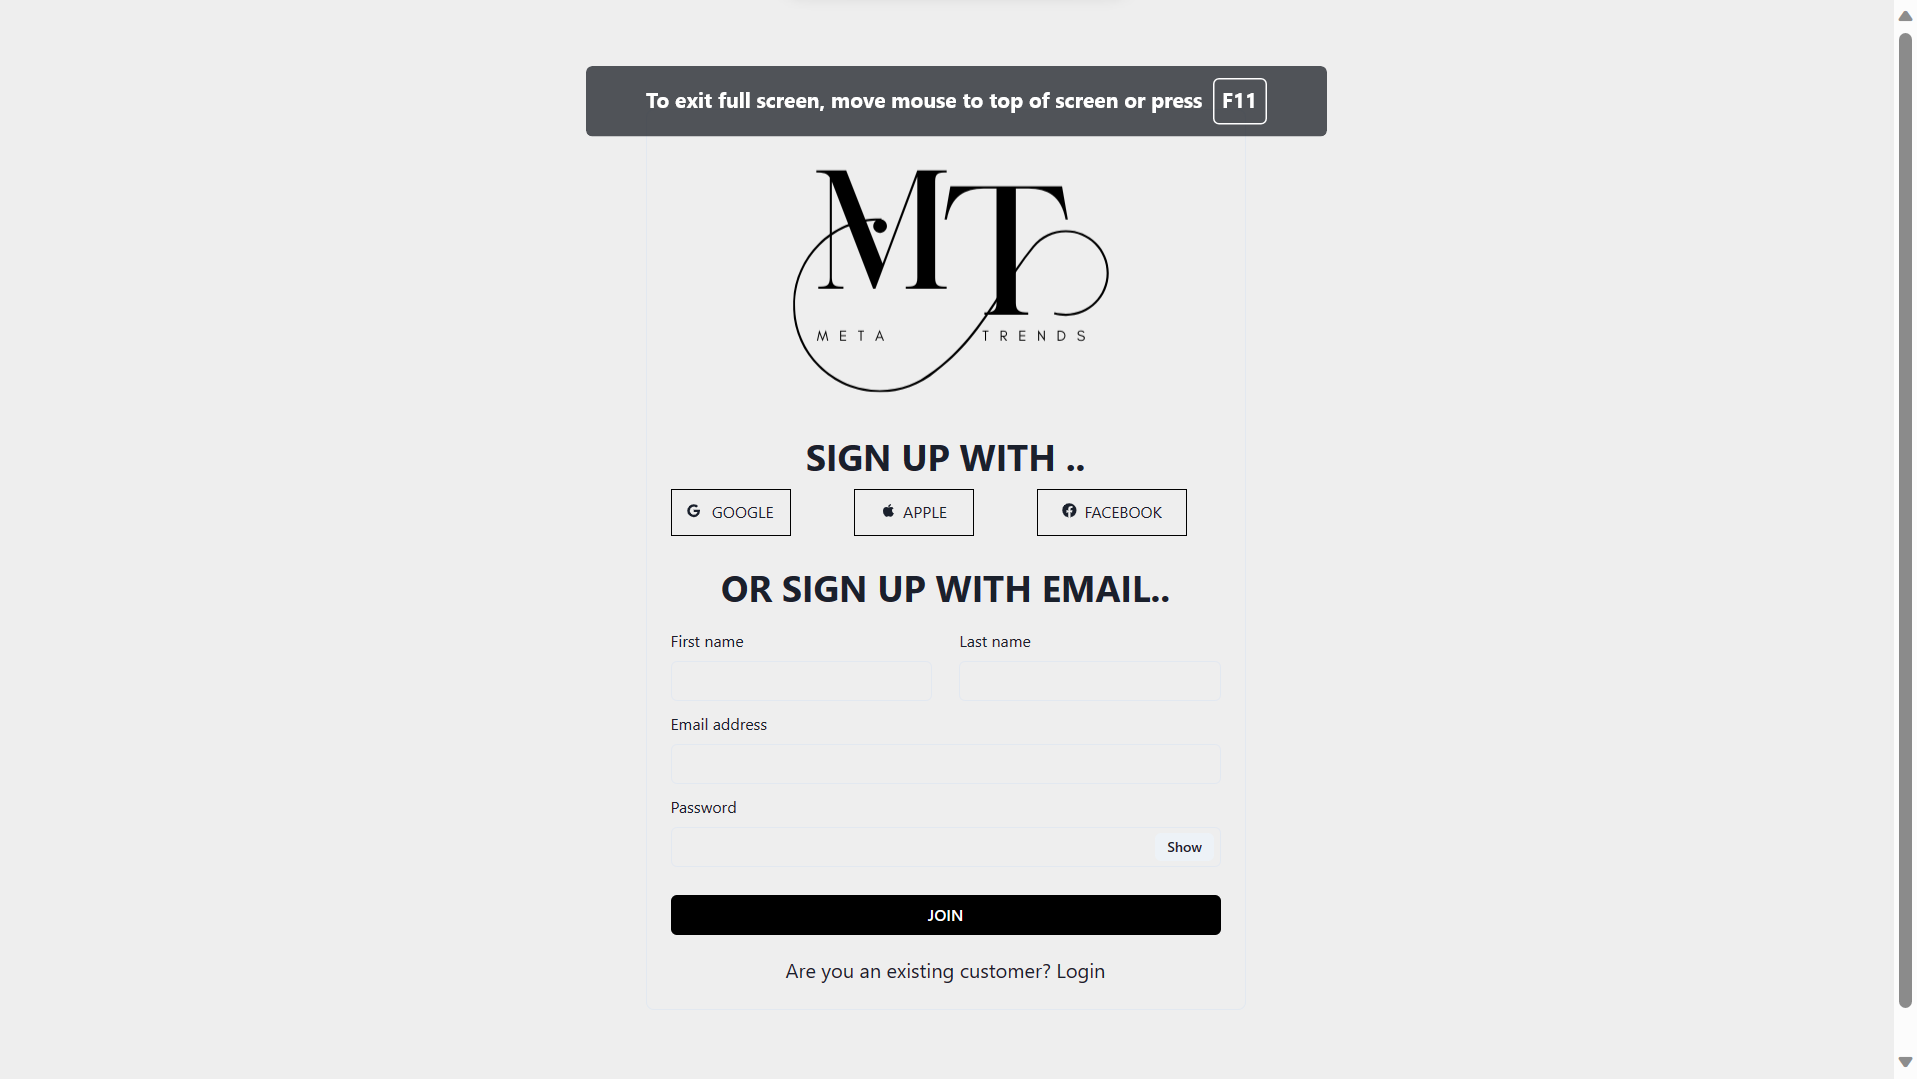 To exit full screen, move mouse to top of screen or press F11
MT
META TRENDS
SIGN UP WITH ..
GOOGLE APPLE FACEBOOK
OR SIGN UP WITH EMAIL..
First name Last name
Email address
Password
Show
JOIN
Are you an existing customer? Login